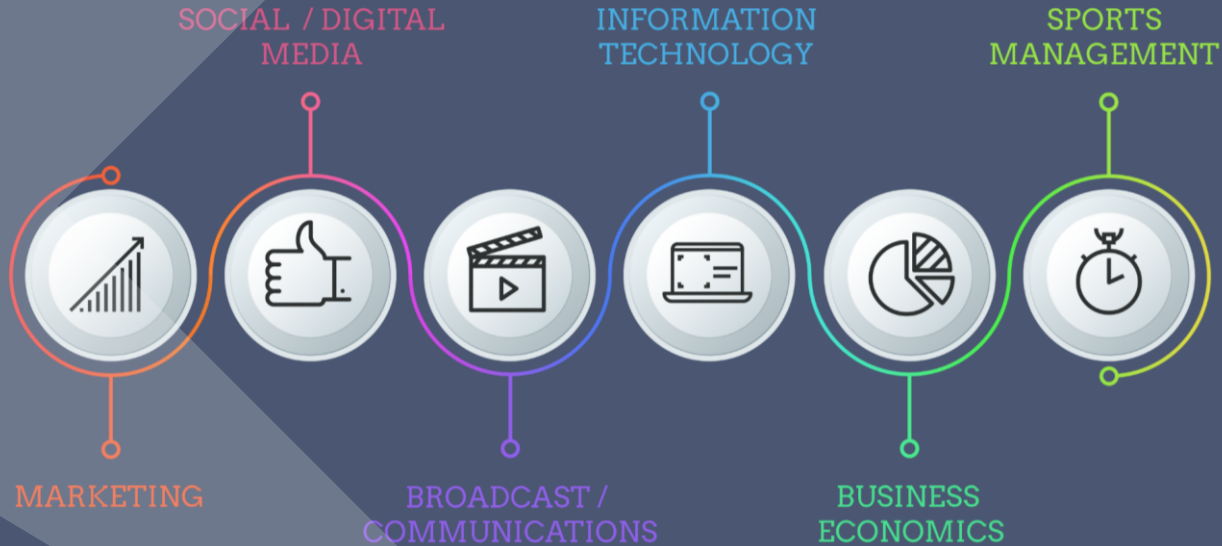 SOCIAL / DIGITAL
MEDIA
INFORMATION
TECHNOLOGY
SPORTS
MANAGEMENT
MARKETING
BROADCAST /
COMMUNICATIONS
BUSINESS
ECONOMICS